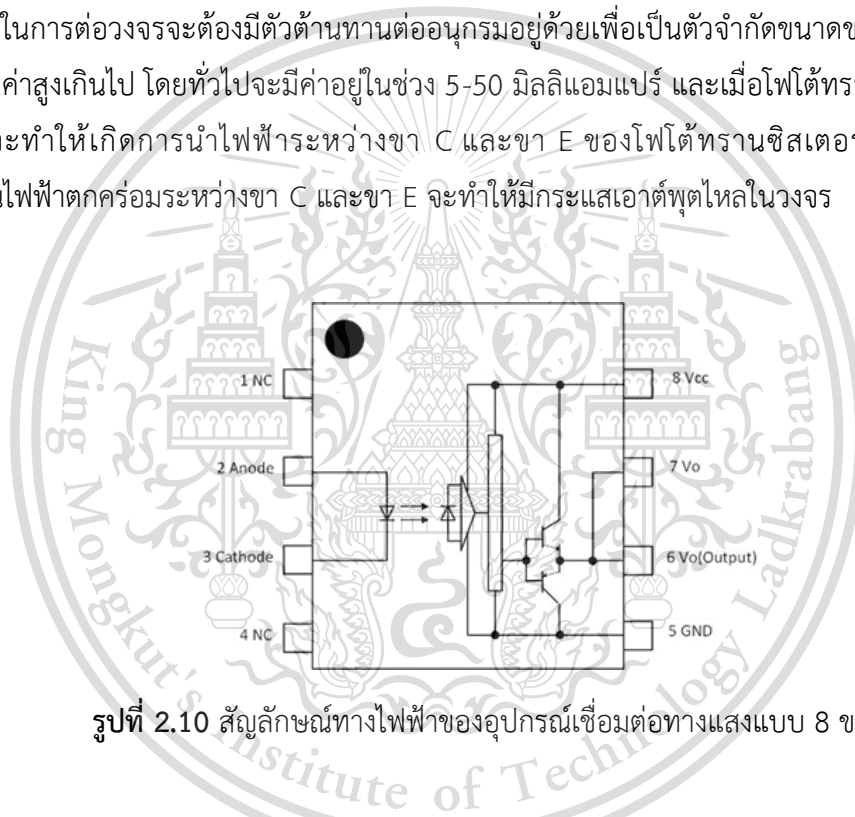 ในการต่อวงจรจะต้องมีตัวต้านทานต่ออนุกรมอยู่ด้วยเพื่อเป็นตัวจำกัดขนาดข
ค่าสูงเกินไป โดยทั่วไปจะมีค่าอยู่ในช่วง 5-50 มิลลิแอมแปร์ และเมื่อโฟโต้ทร
ะทำให้เกิดการนำไฟฟ้าระหว่างขา C และขา E ของโฟโต้ทรานซิสเตอร
นไฟฟ้าตกคร่อมระหว่างขา C และขา E จะทำให้มีกระแสเอาต์พุตไหลในวงจร
1 NC
8 Vcc
2 Anode
7 Vo
3 Cathode
6 Vo(Output)
4 NC
5 GND
รูปที่ 2.10 สัญลักษณ์ทางไฟฟ้าของอุปกรณ์เชื่อมต่อทางแสงแบบ 8 ข
King Mongkut's Institute of Technology Ladkrabang